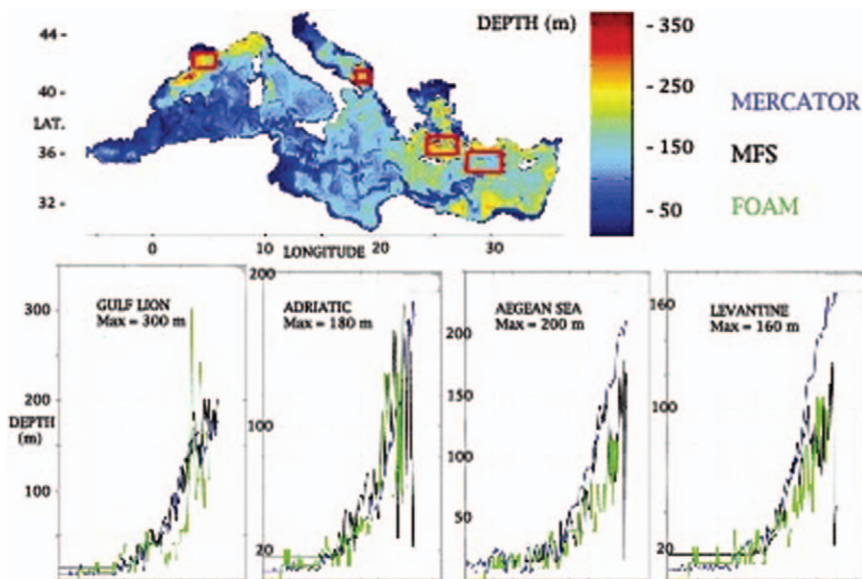 DEPTH (m)
44 -
40 -
LAT.
36 -
32 -
- 350
- 250
- 150
- 50
MERCATOR
MFS
FOAM
0
10
LONGITUDE
20
30
300
200
DEPTH
(m)
100
GULF LION
Max = 300 m
200
100
20
ADRIATIC
Max = 180 m
200
150
100
50
AEGEAN SEA
Max = 200 m
160
100
20
LEVANTINE
Max = 160 m